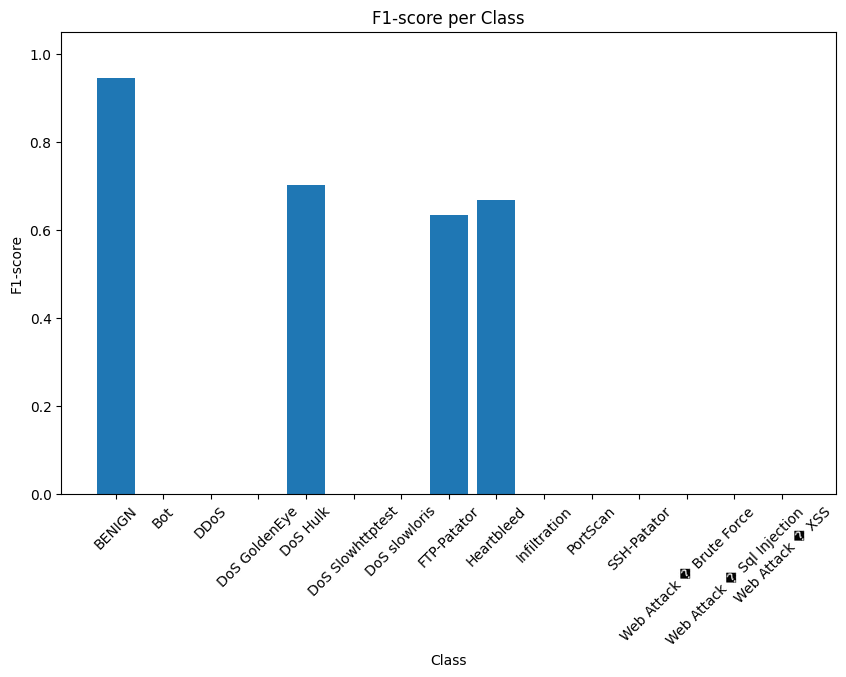 F1-score per Class
F1-score
1.0
0.8
0.6
0.4
0.2
0.0
BENIGN
Bot
DDoS
DoS GoldenEye
DoS Hulk
DoS Slowhttptest
DoS slowloris
FTP-Patator
Heartbleed
Infiltration
PortScan
SSH-Patator
Web Attack � Brute Force
Web Attack � Sql Injection
Web Attack � XSS
Class